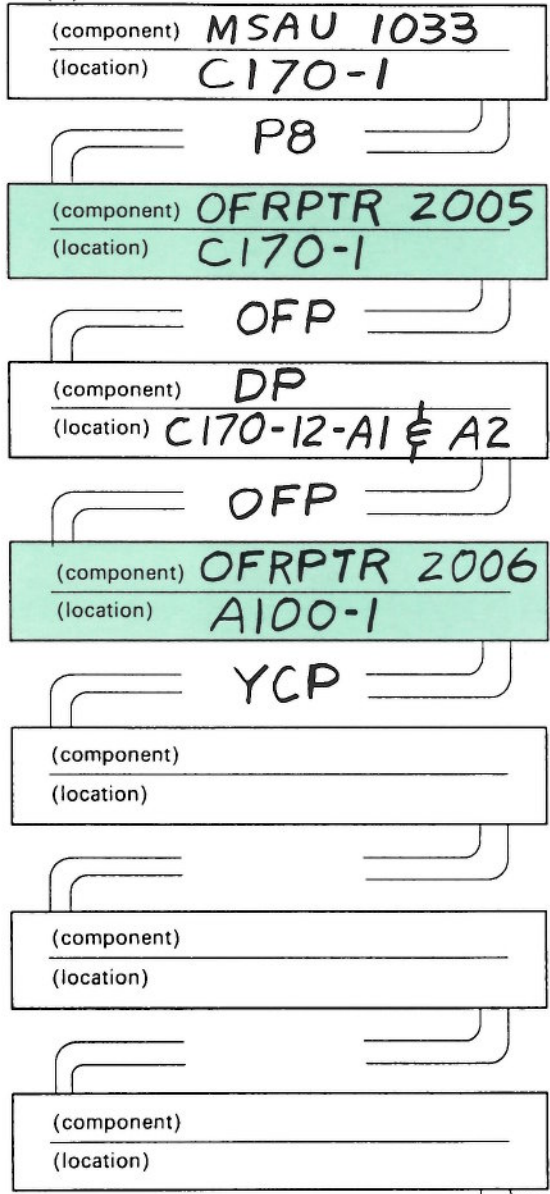 (component) MSAU 1033
(location) C170-1
P8
(component) OFRPTR 2005
(location) C170-1
OFP
(component) DP
(location) C170-12-A1 & A2
OFP
(component) OFRPTR 2006
(location) A100-1
YCP
(component)
(location)
(component)
(location)
(component)
(location)